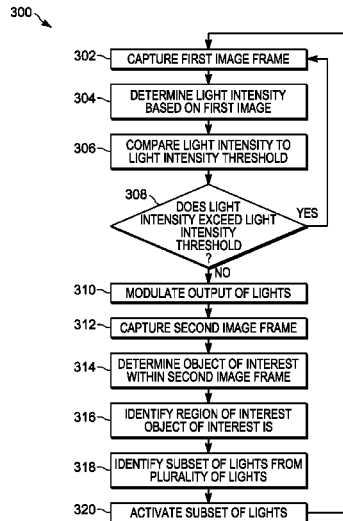 300
302
CAPTURE FIRST IMAGE FRAME
304
DETERMINE LIGHT INTENSITY
BASED ON FIRST IMAGE
306
COMPARE LIGHT INTENSITY TO
LIGHT INTENSITY THRESHOLD
308
DOES LIGHT
INTENSITY EXCEED LIGHT
INTENSITY
THRESHOLD
?
YES
NO
310
MODULATE OUTPUT OF LIGHTS
312
CAPTURE SECOND IMAGE FRAME
314
DETERMINE OBJECT OF INTEREST
WITHIN SECOND IMAGE FRAME
316
IDENTIFY REGION OF INTEREST
OBJECT OF INTEREST IS
318
IDENTIFY SUBSET OF LIGHTS FROM
PLURALITY OF LIGHTS
320
ACTIVATE SUBSET OF LIGHTS